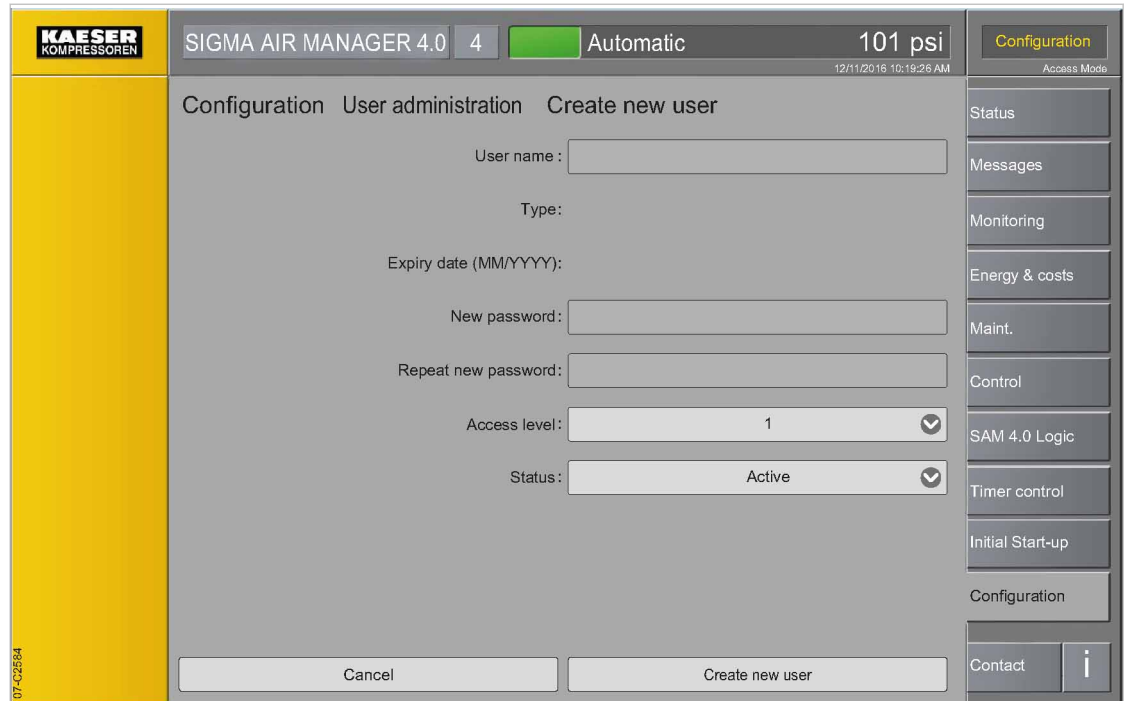 KAESER
KOMPRESSOREN
SIGMA AIR MANAGER 4.0 4 Automatic 101 psi
12/11/2016 10:19:26 AM
Configuration
Access Mode
Configuration User administration Create new user
User name :
Type:
Expiry date (MM/YYYY):
New password:
Repeat new password:
Access level: 1
Status: Active
Cancel
Create new user
Status
Messages
Monitoring
Energy & costs
Maint.
Control
SAM 4.0 Logic
Timer control
Initial Start-up
Configuration
Contact i
07-C2584